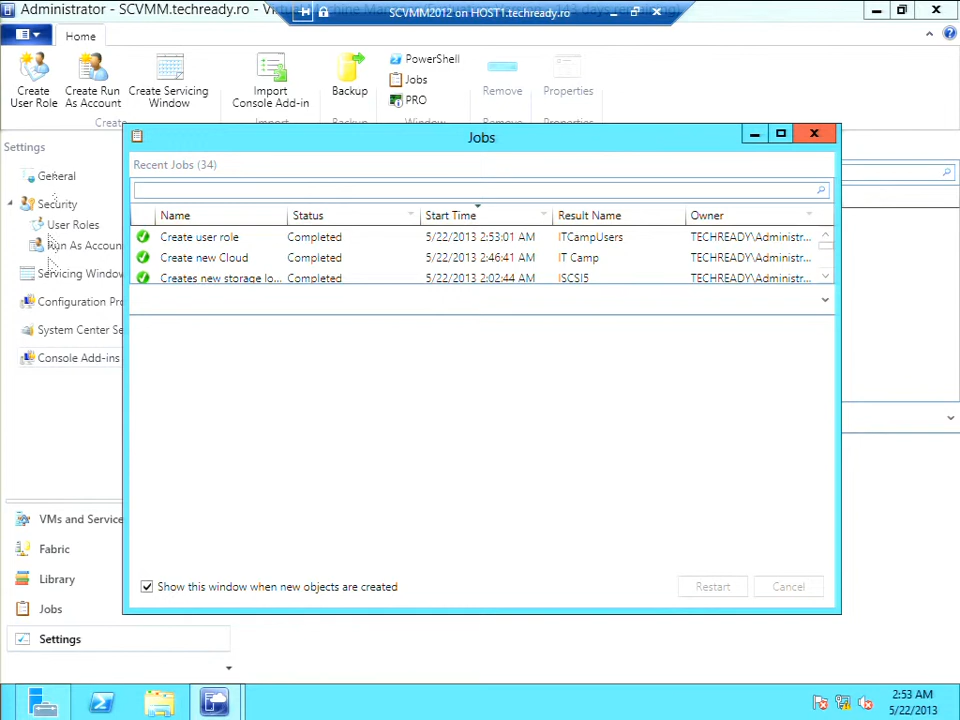 Administrator - SCVMM.techready.ro - Vir
SCVMM2012 on HOST1.techready.ro
Home
Create User Role
Create Run As Account
Create Servicing Window
Import Console Add-in
Backup
PowerShell
Jobs
PRO
Remove
Properties
Settings
General
Security
User Roles
Run As Accoun
Servicing Window
Configuration Pro
System Center Se
Console Add-ins
Jobs
Recent Jobs (34)
Name Status Start Time Result Name Owner
Create user role Completed 5/22/2013 2:53:01 AM ITCampUsers TECHREADY\Administr...
Create new Cloud Completed 5/22/2013 2:46:41 AM IT Camp TECHREADY\Administr...
Creates new storage lo... Completed 5/22/2013 2:02:44 AM ISCSI5 TECHREADY\Administr...
Show this window when new objects are created
Restart Cancel
VMs and Service
Fabric
Library
Jobs
Settings
2:53 AM
5/22/2013